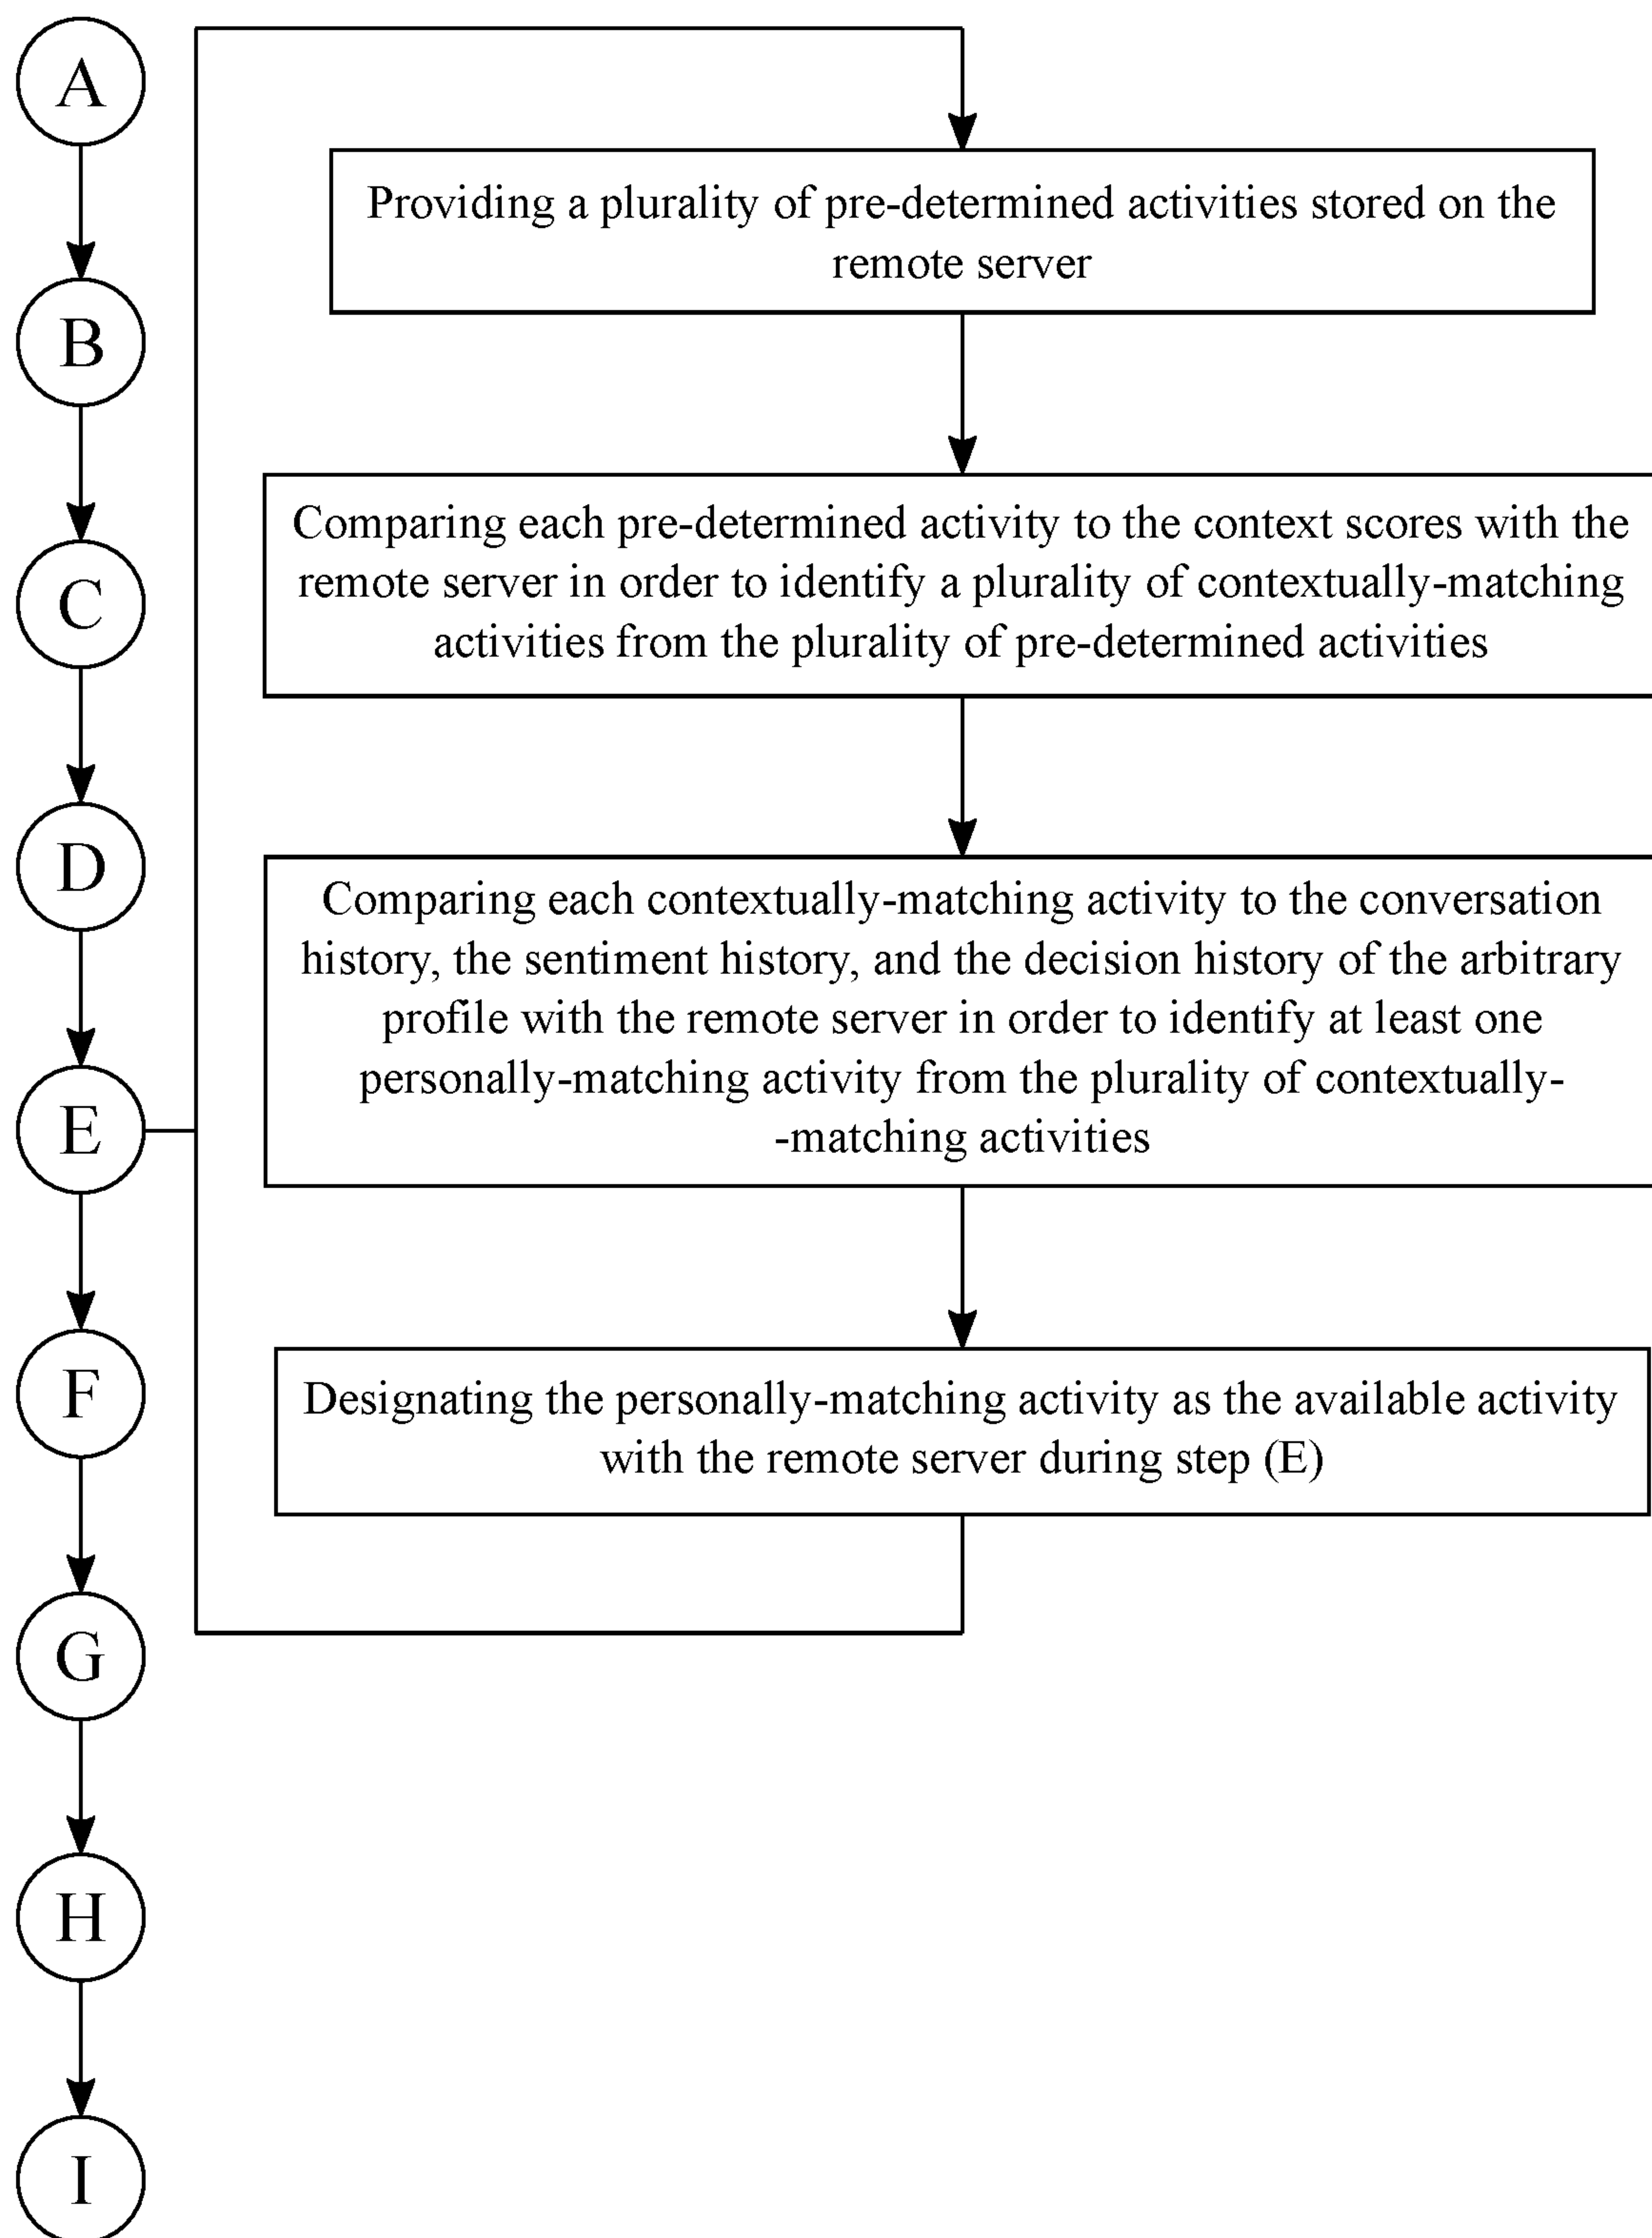 A
B
C
D
E
F
G
H
I
Providing a plurality of pre-determined activities stored on the
remote server
Comparing each pre-determined activity to the context scores with the
remote server in order to identify a plurality of contextually-matching
activities from the plurality of pre-determined activities
Comparing each contextually-matching activity to the conversation
history, the sentiment history, and the decision history of the arbitrary
profile with the remote server in order to identify at least one
personally-matching activity from the plurality of contextually-
-matching activities
Designating the personally-matching activity as the available activity
with the remote server during step (E)